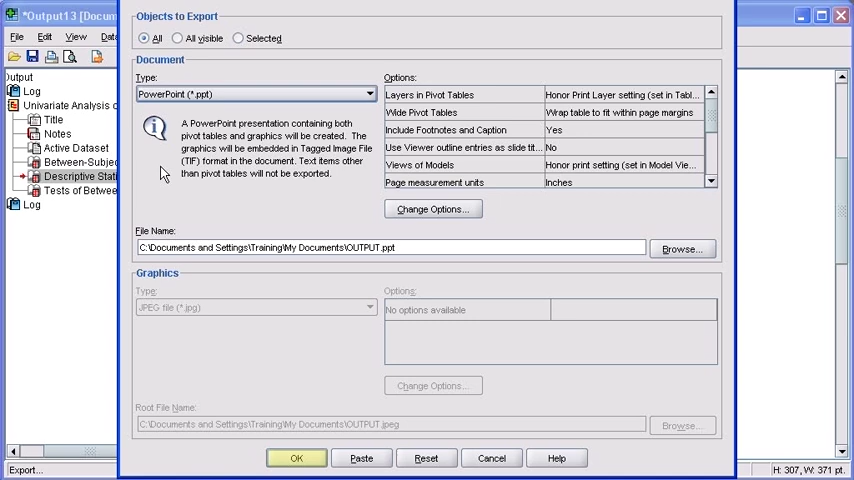 *Output13 [Docum
File Edit View Data
Output
Log
Univariate Analysis o
Title
Notes
Active Dataset
Between-Subjec
Descriptive Stati
Tests of Betwee
Log
Objects to Export
All All visible Selected
Document
Type:
PowerPoint (*.ppt)
A PowerPoint presentation containing both
pivot tables and graphics will be created. The
graphics will be embedded in Tagged Image File
(TIF) format in the document. Text items other
than pivot tables will not be exported.
Options:
Layers in Pivot Tables Honor Print Layer setting (set in Tabl...
Wide Pivot Tables Wrap table to fit within page margins
Include Footnotes and Caption Yes
Use Viewer outline entries as slide tit... No
Views of Models Honor print setting (set in Model Vie...
Page measurement units Inches
Change Options...
File Name:
C:\Documents and Settings\Training\My Documents\OUTPUT.ppt
Browse...
Graphics
Type:
JPEG file (*.jpg)
Options:
No options available
Change Options...
Root File Name:
C:\Documents and Settings\Training\My Documents\OUTPUT.jpeg
Browse...
OK Paste Reset Cancel Help
Export...
H: 307, W: 371 pt.